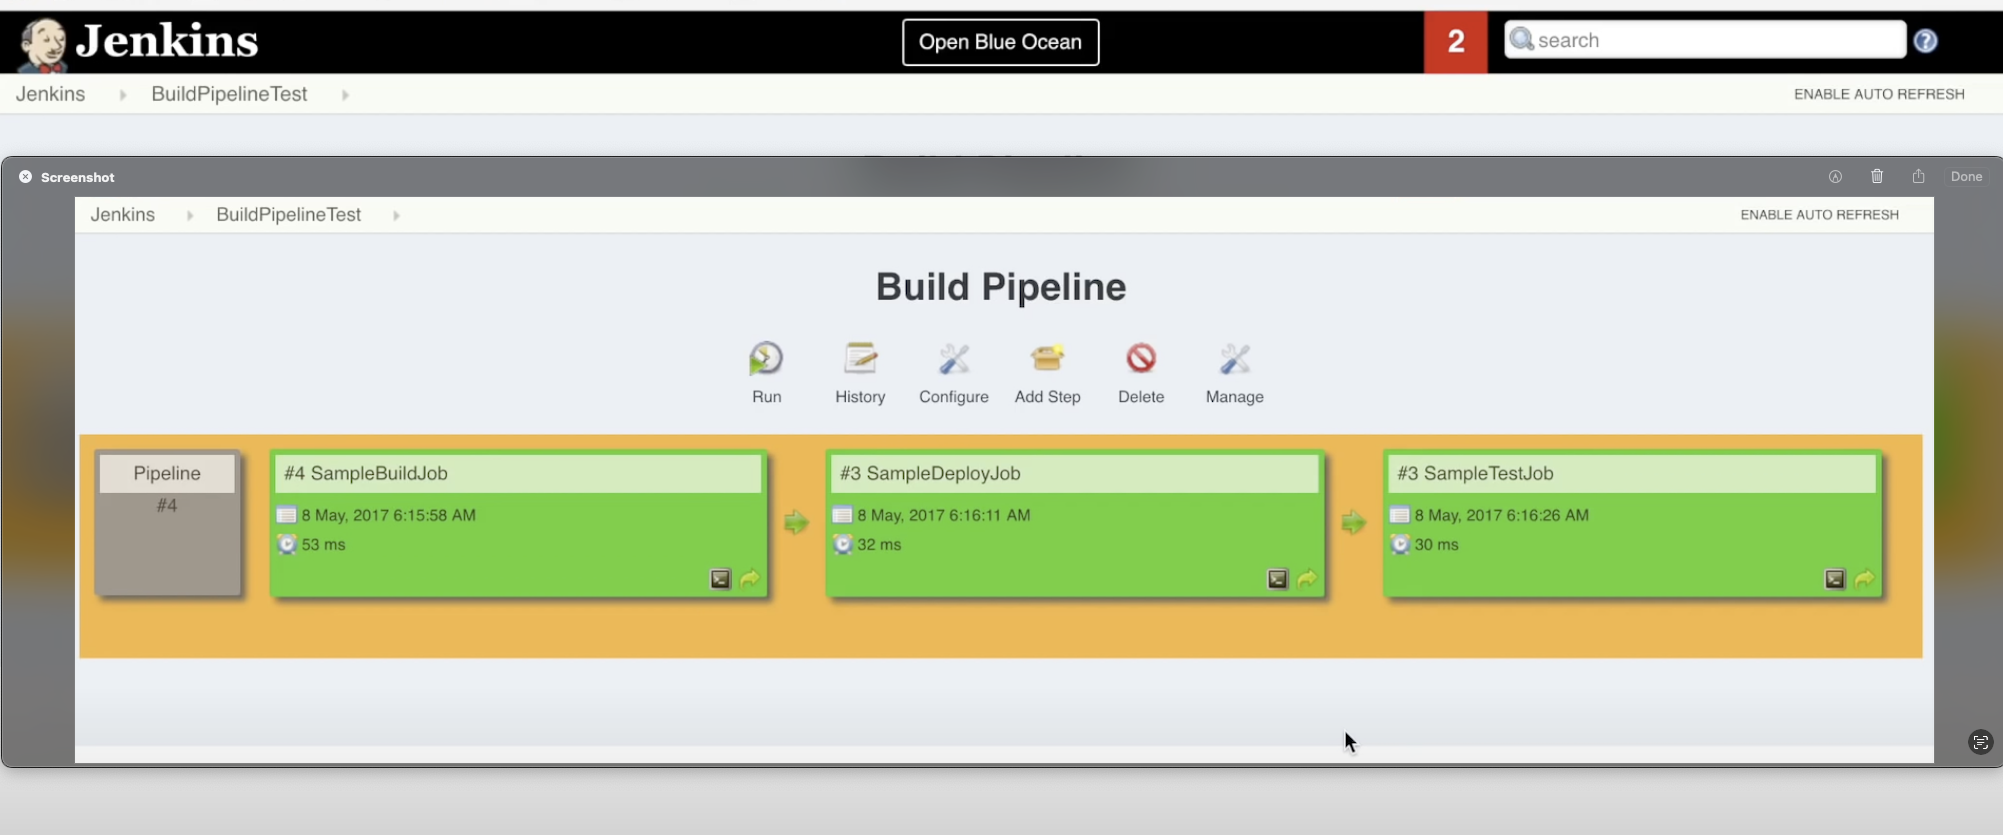 Jenkins
Open Blue Ocean
2
search
?
Jenkins BuildPipelineTest
ENABLE AUTO REFRESH
Screenshot
Done
Jenkins BuildPipelineTest
ENABLE AUTO REFRESH
Build Pipeline
Run History Configure Add Step Delete Manage
Pipeline
#4
#4 SampleBuildJob
8 May, 2017 6:15:58 AM
53 ms
#3 SampleDeployJob
8 May, 2017 6:16:11 AM
32 ms
#3 SampleTestJob
8 May, 2017 6:16:26 AM
30 ms